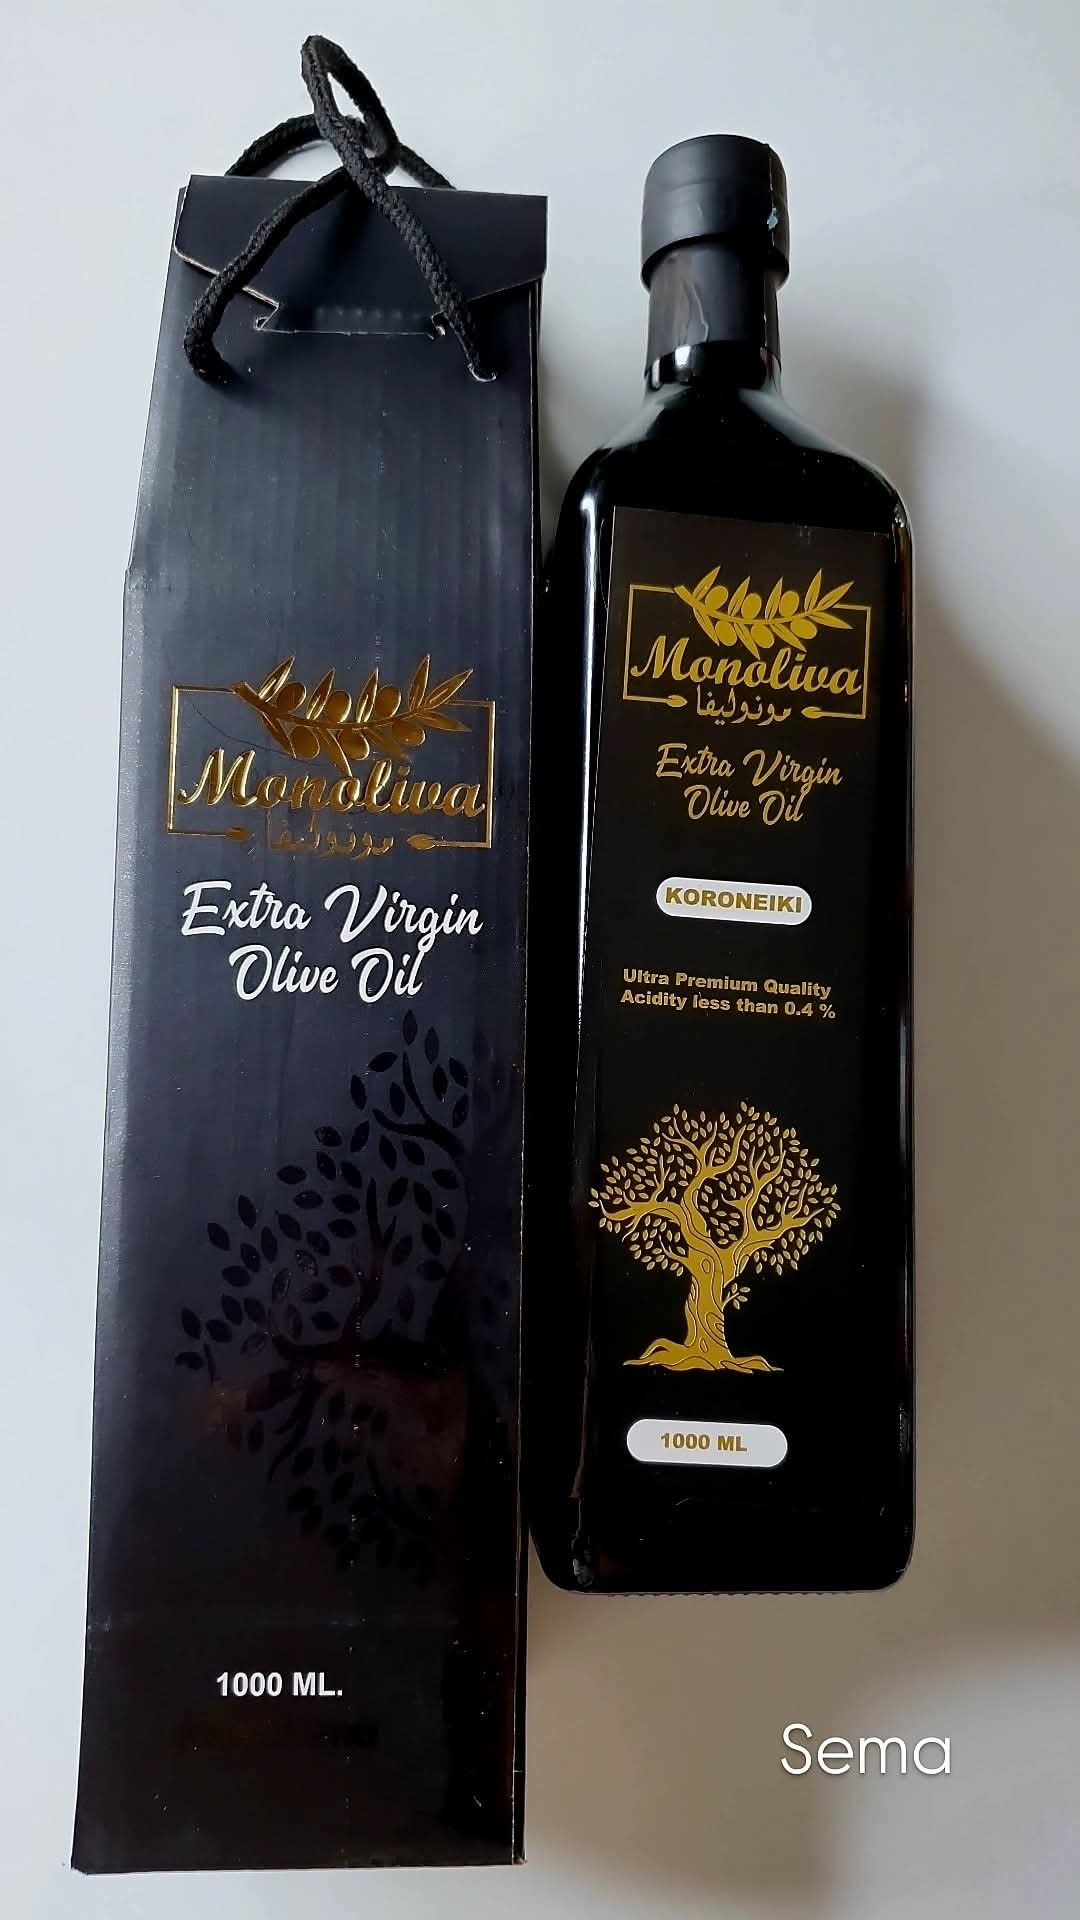 Monoliva
مونوليفا
Extra Virgin
Olive Oil
1000 ML.
Monoliva
مونوليفا
Extra Virgin
Olive Oil
KORONEIKI
Ultra Premium Quality
Acidity less than 0.4 %
1000 ML
Sema